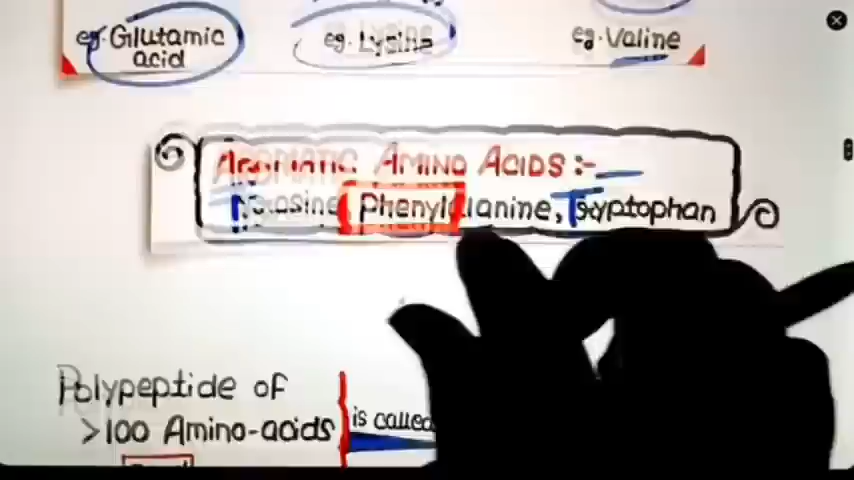 eg. Glutamic acid
eg. Lysine
eg. Valine
AROMATIC AMINO ACIDS :-
Phenylalanine, Tryptophan
Polypeptide of
>100 Amino-acids
is called